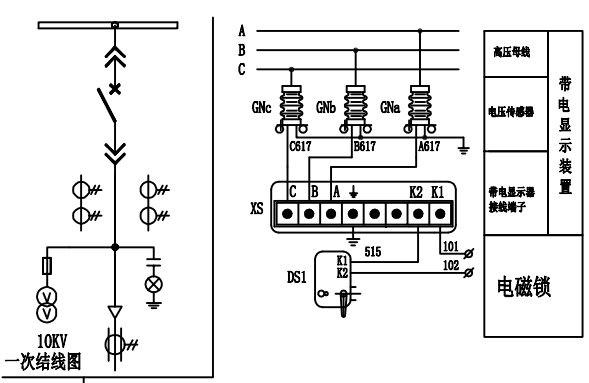 A
B
C
GNc
GNb
GNa
C617
B617
A617
C
B
A
K2
K1
XS
101
515
102
K1
K2
DS1
V
V
10KV
一次结线图
高压母线
电压传感器
带电显示器
接线端子
带电显示装置
电磁锁